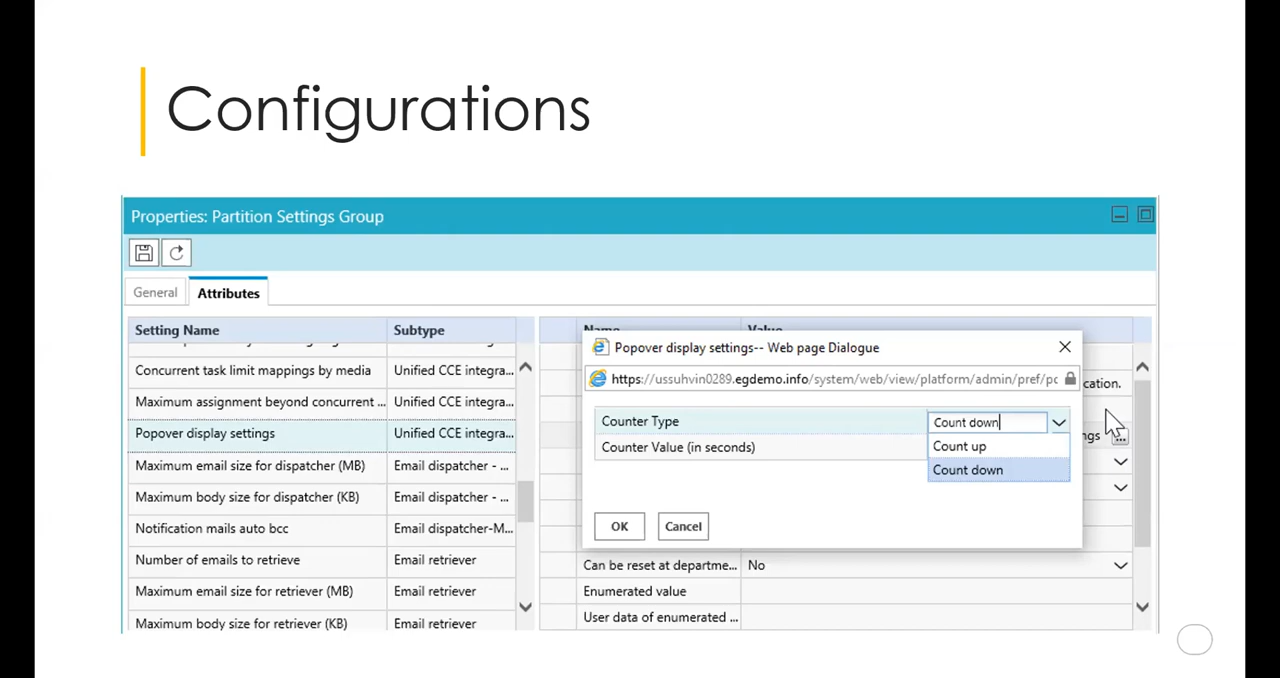 Configurations
Properties: Partition Settings Group
General
Attributes
Setting Name
Subtype
Value
Concurrent task limit mappings by media
Unified CCE integra...
Maximum assignment beyond concurrent ...
Unified CCE integra...
Popover display settings
Unified CCE integra...
Maximum email size for dispatcher (MB)
Email dispatcher - ...
Maximum body size for dispatcher (KB)
Email dispatcher - ...
Notification mails auto bcc
Email dispatcher-M...
Number of emails to retrieve
Email retriever
Maximum email size for retriever (MB)
Email retriever
Maximum body size for retriever (KB)
Email retriever
Popover display settings-- Web page Dialogue
https://ussuhvin0289.egdemo.info/system/web/view/platform/admin/pref/pc
cation.
Counter Type
Count down
Counter Value (in seconds)
Count up
Count down
OK
Cancel
Can be reset at departme...
No
Enumerated value
User data of enumerated ...